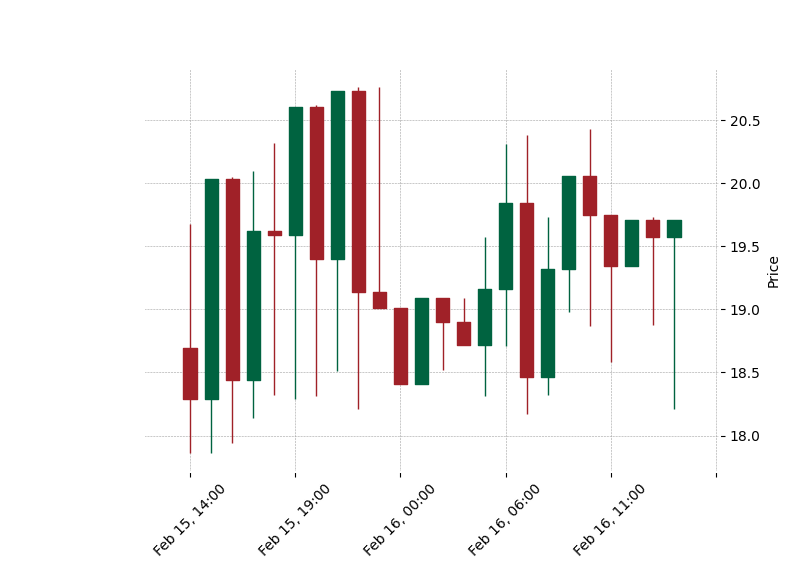 20.5
20.0
19.5
19.0
18.5
18.0
Price
Feb 15, 14:00
Feb 15, 19:00
Feb 16, 00:00
Feb 16, 06:00
Feb 16, 11:00